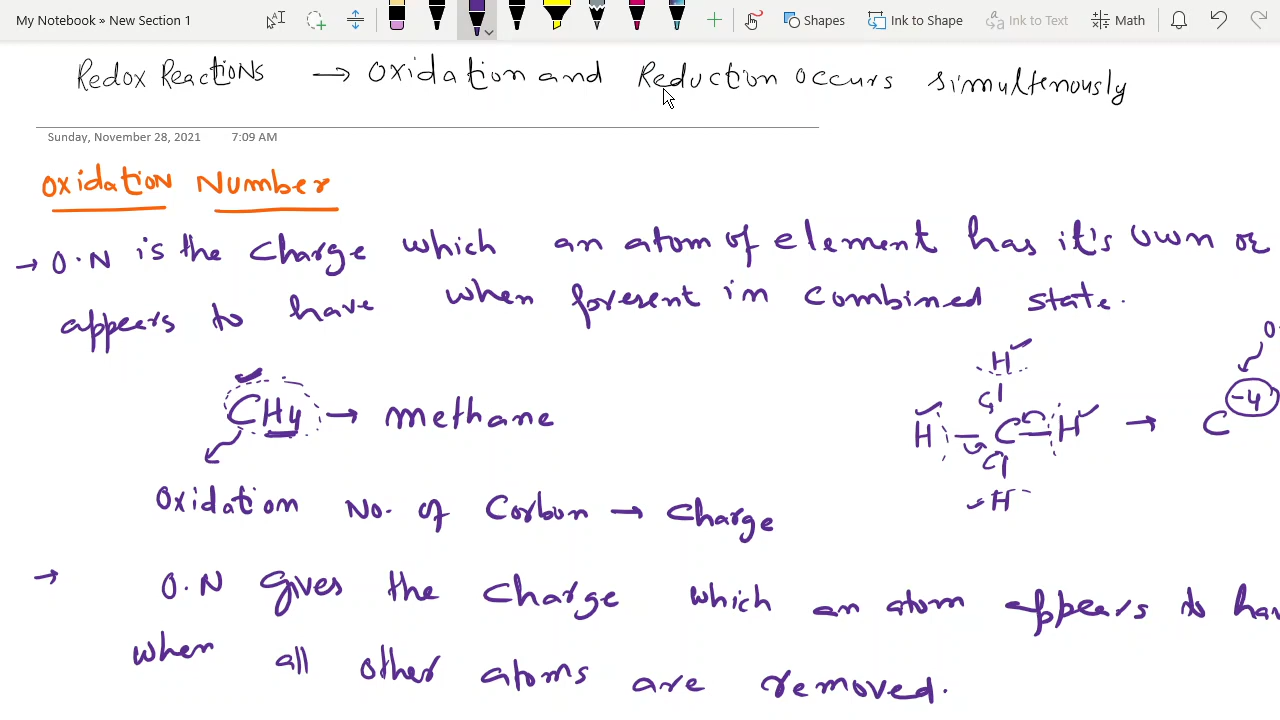 My Notebook » New Section 1
Shapes Ink to Shape Ink to Text Math
Redox Reactions → Oxidation and Reduction occurs simultenously
Sunday, November 28, 2021 7:09 AM
Oxidation Number
→ O.N is the charge which an atom of element has it's own or
appears to have when present in combined state.
CH4 → methane
H
H – C – H → C -4
H
Oxidation No. of Carbon → charge
→ O.N gives the charge which an atom appears to hav
when all other atoms are removed.